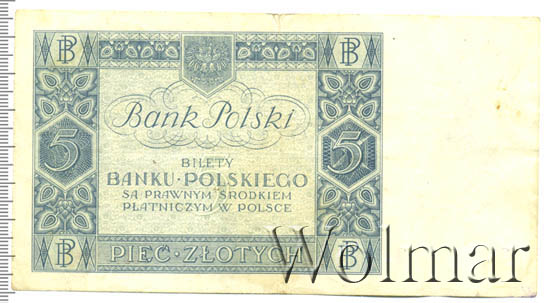 BP BP
Bank Polski
5 5
BILETY
BANKU·POLSKIEGO
SĄ PRAWNYM ŚRODKIEM
PŁATNICZYM W POLSCE
BP PIĘĆ·ZŁOTYCH BP
Wolmar